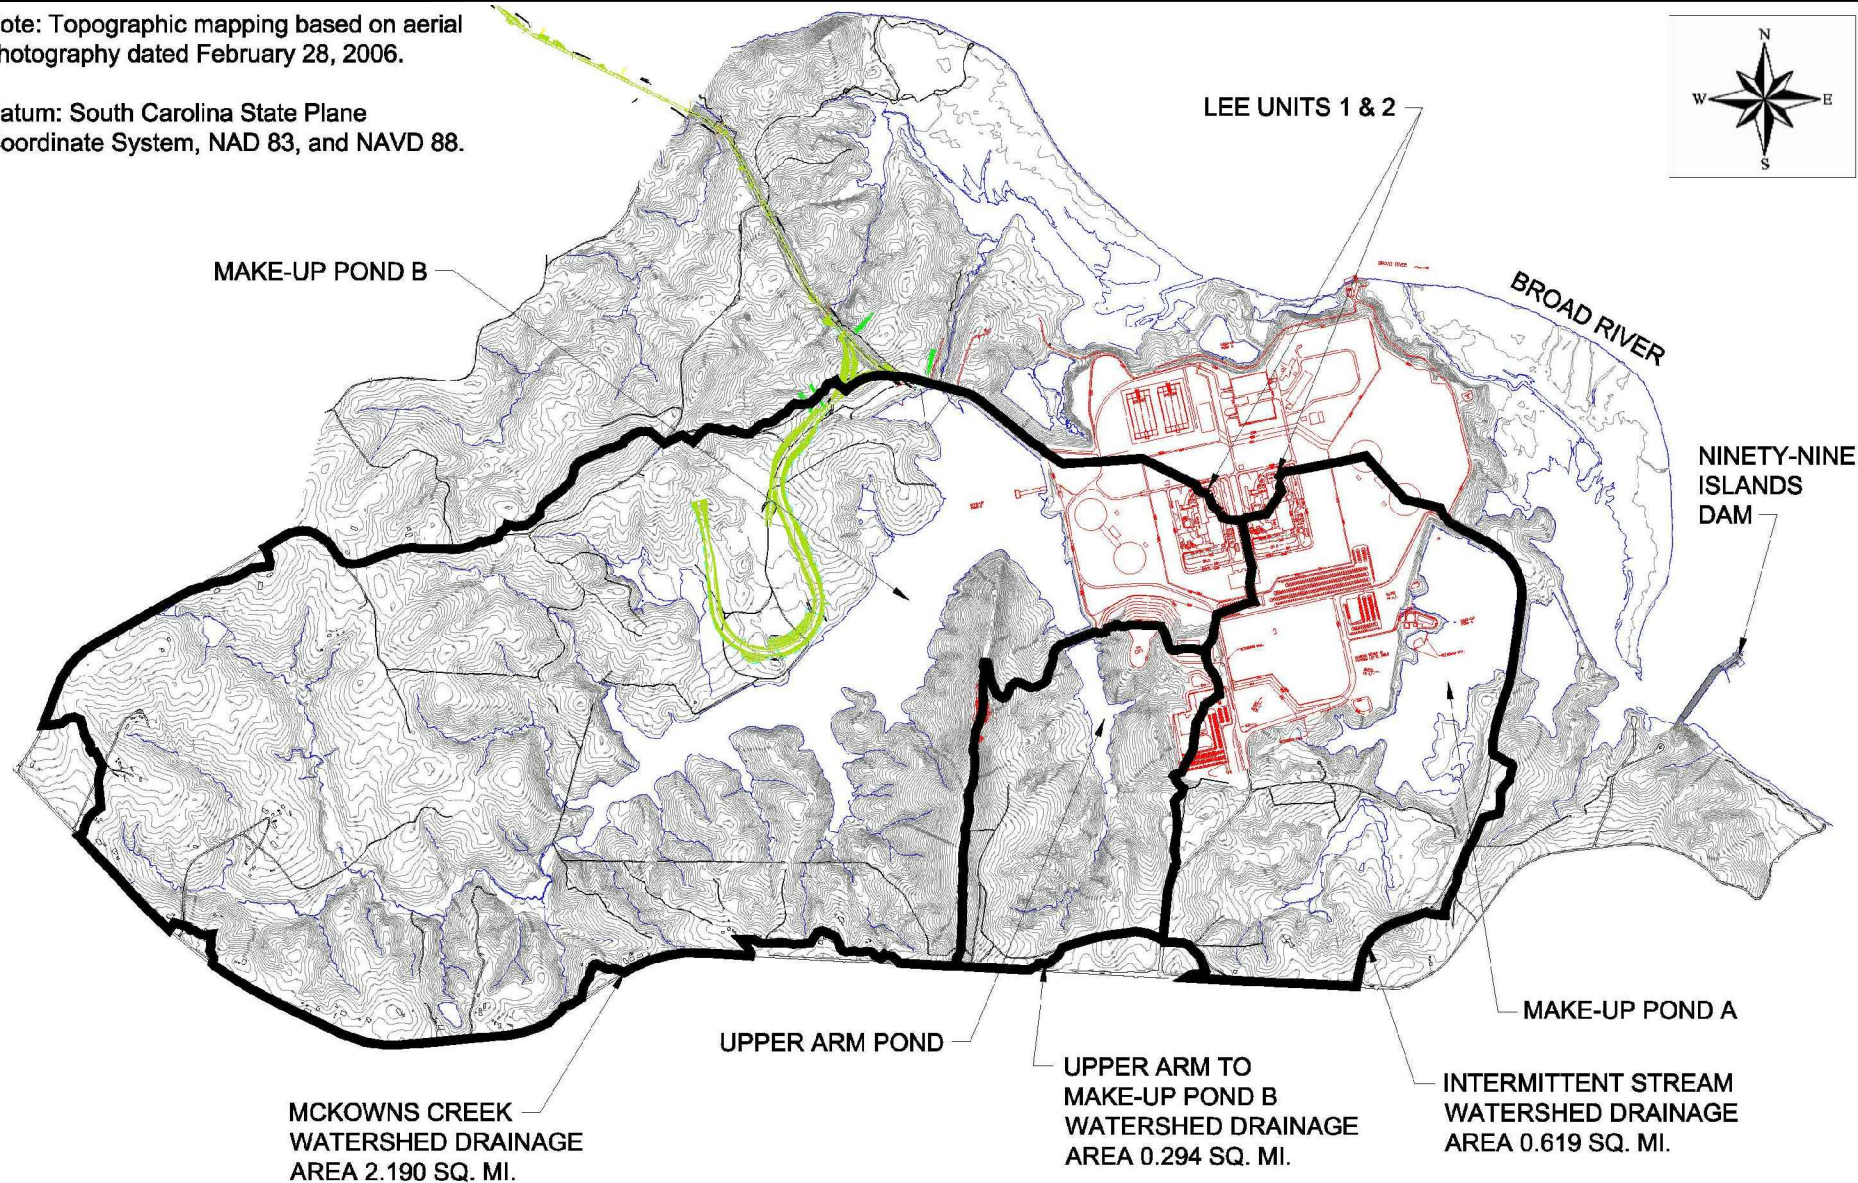 ote: Topographic mapping based on aerial
hotography dated February 28, 2006.
atum: South Carolina State Plane
oordinate System, NAD 83, and NAVD 88.
N
W
E
S
LEE UNITS 1 & 2
MAKE-UP POND B
BROAD RIVER
BROAD RIVER
NINETY-NINE
ISLANDS
DAM
MAKE-UP POND A
UPPER ARM POND
UPPER ARM TO
MAKE-UP POND B
WATERSHED DRAINAGE
AREA 0.294 SQ. MI.
INTERMITTENT STREAM
WATERSHED DRAINAGE
AREA 0.619 SQ. MI.
MCKOWNS CREEK
WATERSHED DRAINAGE
AREA 2.190 SQ. MI.